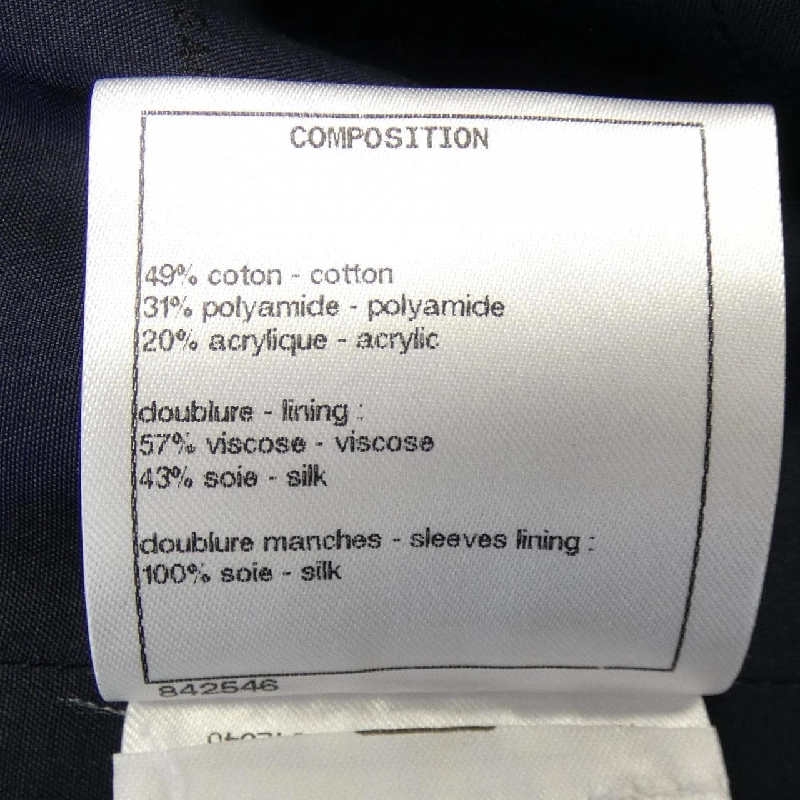 COMPOSITION
49% coton - cotton
31% polyamide - polyamide
20% acrylique - acrylic
doublure - lining :
57% viscose - viscose
43% soie - silk
doublure manches - sleeves lining :
100% soie - silk
842546